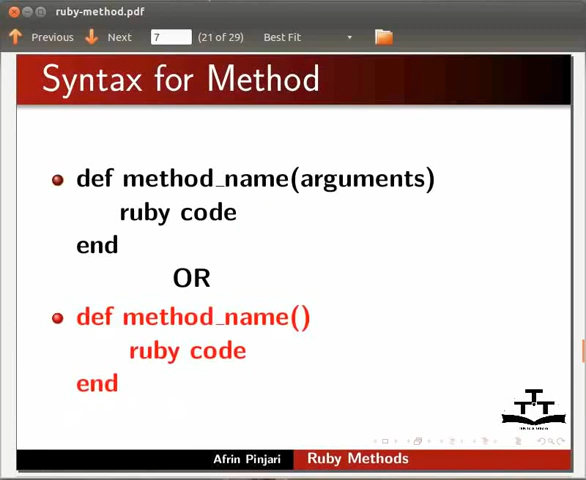 ruby-method.pdf
Previous Next 7 (21 of 29) Best Fit
Syntax for Method
def method_name(arguments)
ruby code
end
OR
def method_name()
ruby code
end
Afrin Pinjari Ruby Methods